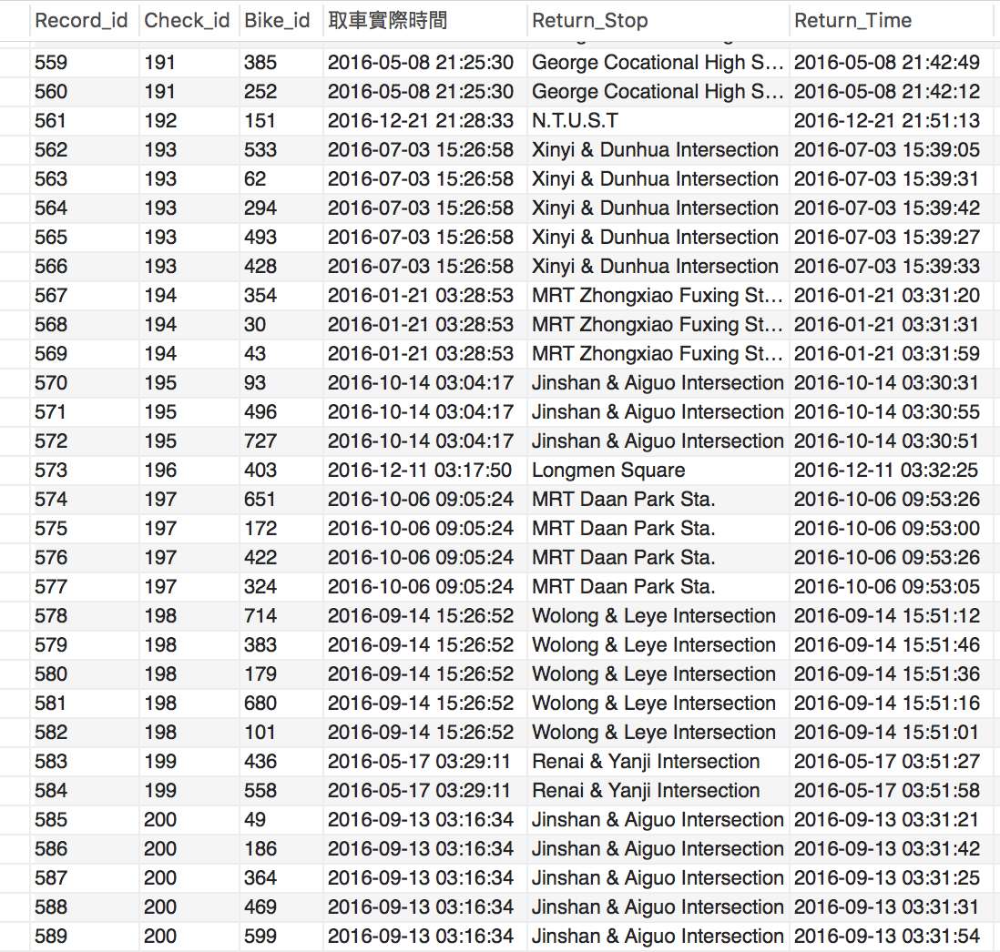 Record_id Check_id Bike_id 取車實際時間 Return_Stop Return_Time
559 191 385 2016-05-08 21:25:30 George Cocational High S... 2016-05-08 21:42:49
560 191 252 2016-05-08 21:25:30 George Cocational High S... 2016-05-08 21:42:12
561 192 151 2016-12-21 21:28:33 N.T.U.S.T 2016-12-21 21:51:13
562 193 533 2016-07-03 15:26:58 Xinyi & Dunhua Intersection 2016-07-03 15:39:05
563 193 62 2016-07-03 15:26:58 Xinyi & Dunhua Intersection 2016-07-03 15:39:31
564 193 294 2016-07-03 15:26:58 Xinyi & Dunhua Intersection 2016-07-03 15:39:42
565 193 493 2016-07-03 15:26:58 Xinyi & Dunhua Intersection 2016-07-03 15:39:27
566 193 428 2016-07-03 15:26:58 Xinyi & Dunhua Intersection 2016-07-03 15:39:33
567 194 354 2016-01-21 03:28:53 MRT Zhongxiao Fuxing St... 2016-01-21 03:31:20
568 194 30 2016-01-21 03:28:53 MRT Zhongxiao Fuxing St... 2016-01-21 03:31:31
569 194 43 2016-01-21 03:28:53 MRT Zhongxiao Fuxing St... 2016-01-21 03:31:59
570 195 93 2016-10-14 03:04:17 Jinshan & Aiguo Intersection 2016-10-14 03:30:31
571 195 496 2016-10-14 03:04:17 Jinshan & Aiguo Intersection 2016-10-14 03:30:55
572 195 727 2016-10-14 03:04:17 Jinshan & Aiguo Intersection 2016-10-14 03:30:51
573 196 403 2016-12-11 03:17:50 Longmen Square 2016-12-11 03:32:25
574 197 651 2016-10-06 09:05:24 MRT Daan Park Sta. 2016-10-06 09:53:26
575 197 172 2016-10-06 09:05:24 MRT Daan Park Sta. 2016-10-06 09:53:00
576 197 422 2016-10-06 09:05:24 MRT Daan Park Sta. 2016-10-06 09:53:26
577 197 324 2016-10-06 09:05:24 MRT Daan Park Sta. 2016-10-06 09:53:05
578 198 714 2016-09-14 15:26:52 Wolong & Leye Intersection 2016-09-14 15:51:12
579 198 383 2016-09-14 15:26:52 Wolong & Leye Intersection 2016-09-14 15:51:46
580 198 179 2016-09-14 15:26:52 Wolong & Leye Intersection 2016-09-14 15:51:36
581 198 680 2016-09-14 15:26:52 Wolong & Leye Intersection 2016-09-14 15:51:16
582 198 101 2016-09-14 15:26:52 Wolong & Leye Intersection 2016-09-14 15:51:01
583 199 436 2016-05-17 03:29:11 Renai & Yanji Intersection 2016-05-17 03:51:27
584 199 558 2016-05-17 03:29:11 Renai & Yanji Intersection 2016-05-17 03:51:58
585 200 49 2016-09-13 03:16:34 Jinshan & Aiguo Intersection 2016-09-13 03:31:21
586 200 186 2016-09-13 03:16:34 Jinshan & Aiguo Intersection 2016-09-13 03:31:42
587 200 364 2016-09-13 03:16:34 Jinshan & Aiguo Intersection 2016-09-13 03:31:25
588 200 469 2016-09-13 03:16:34 Jinshan & Aiguo Intersection 2016-09-13 03:31:31
589 200 599 2016-09-13 03:16:34 Jinshan & Aiguo Intersection 2016-09-13 03:31:54